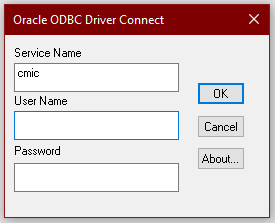 Oracle ODBC Driver Connect
Service Name
cmic
OK
User Name
Cancel
Password
About...